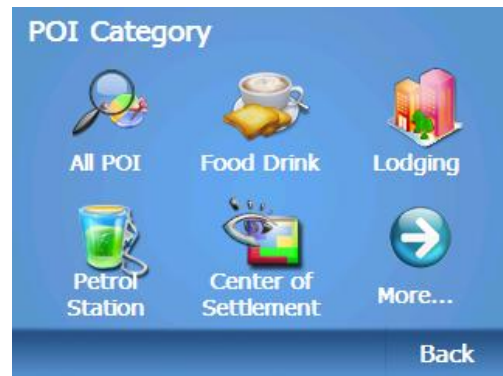 POI Category
All POI
Food Drink
Lodging
Petrol
Station
Center of
Settlement
More...
Back